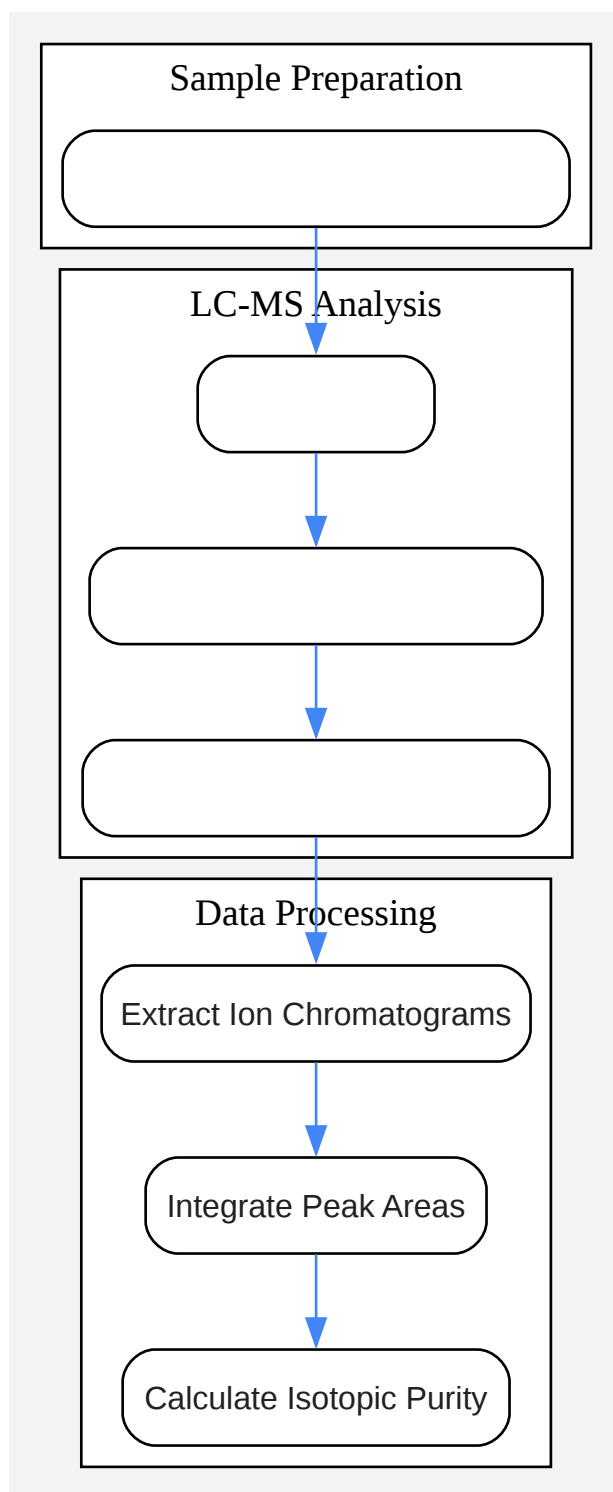 Sample Preparation
LC-MS Analysis
Data Processing
Extract Ion Chromatograms
Integrate Peak Areas
Calculate Isotopic Purity